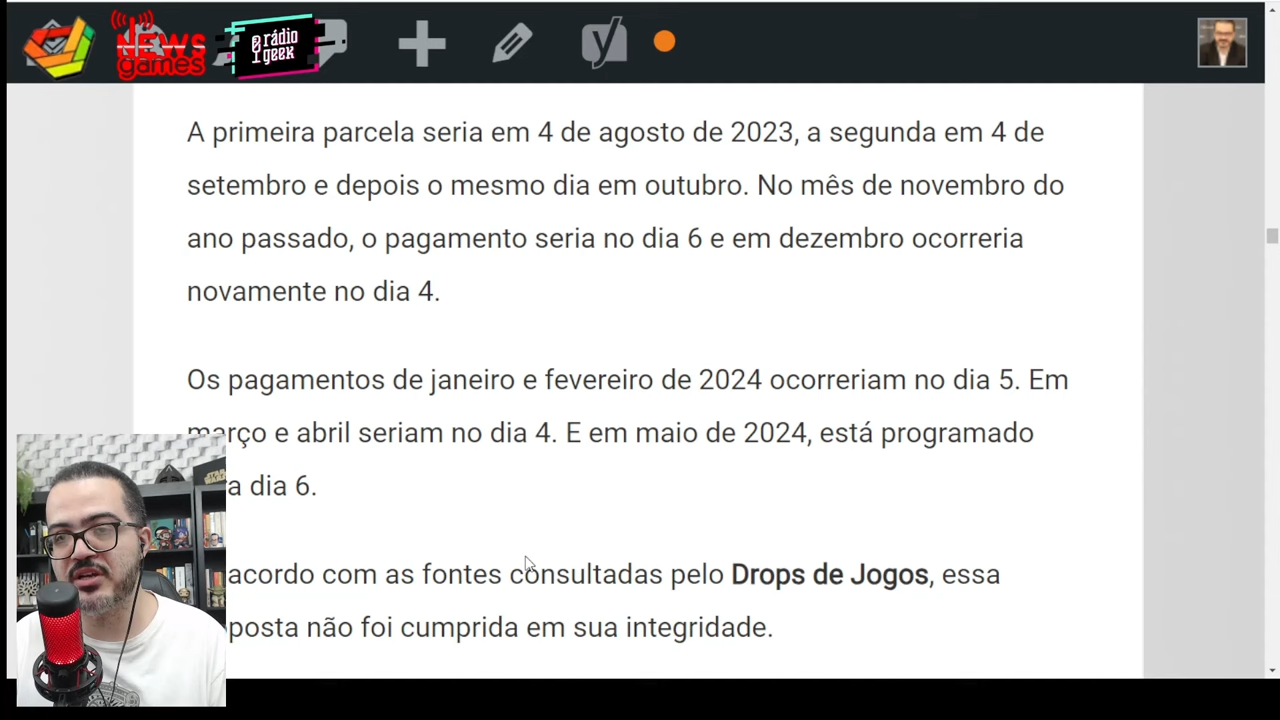 NEWS
games
rádio
geek
A primeira parcela seria em 4 de agosto de 2023, a segunda em 4 de
setembro e depois o mesmo dia em outubro. No mês de novembro do
ano passado, o pagamento seria no dia 6 e em dezembro ocorreria
novamente no dia 4.
Os pagamentos de janeiro e fevereiro de 2024 ocorreriam no dia 5. Em
março e abril seriam no dia 4. E em maio de 2024, está programado
a dia 6.
acordo com as fontes consultadas pelo Drops de Jogos, essa
posta não foi cumprida em sua integridade.
STAR
WARS